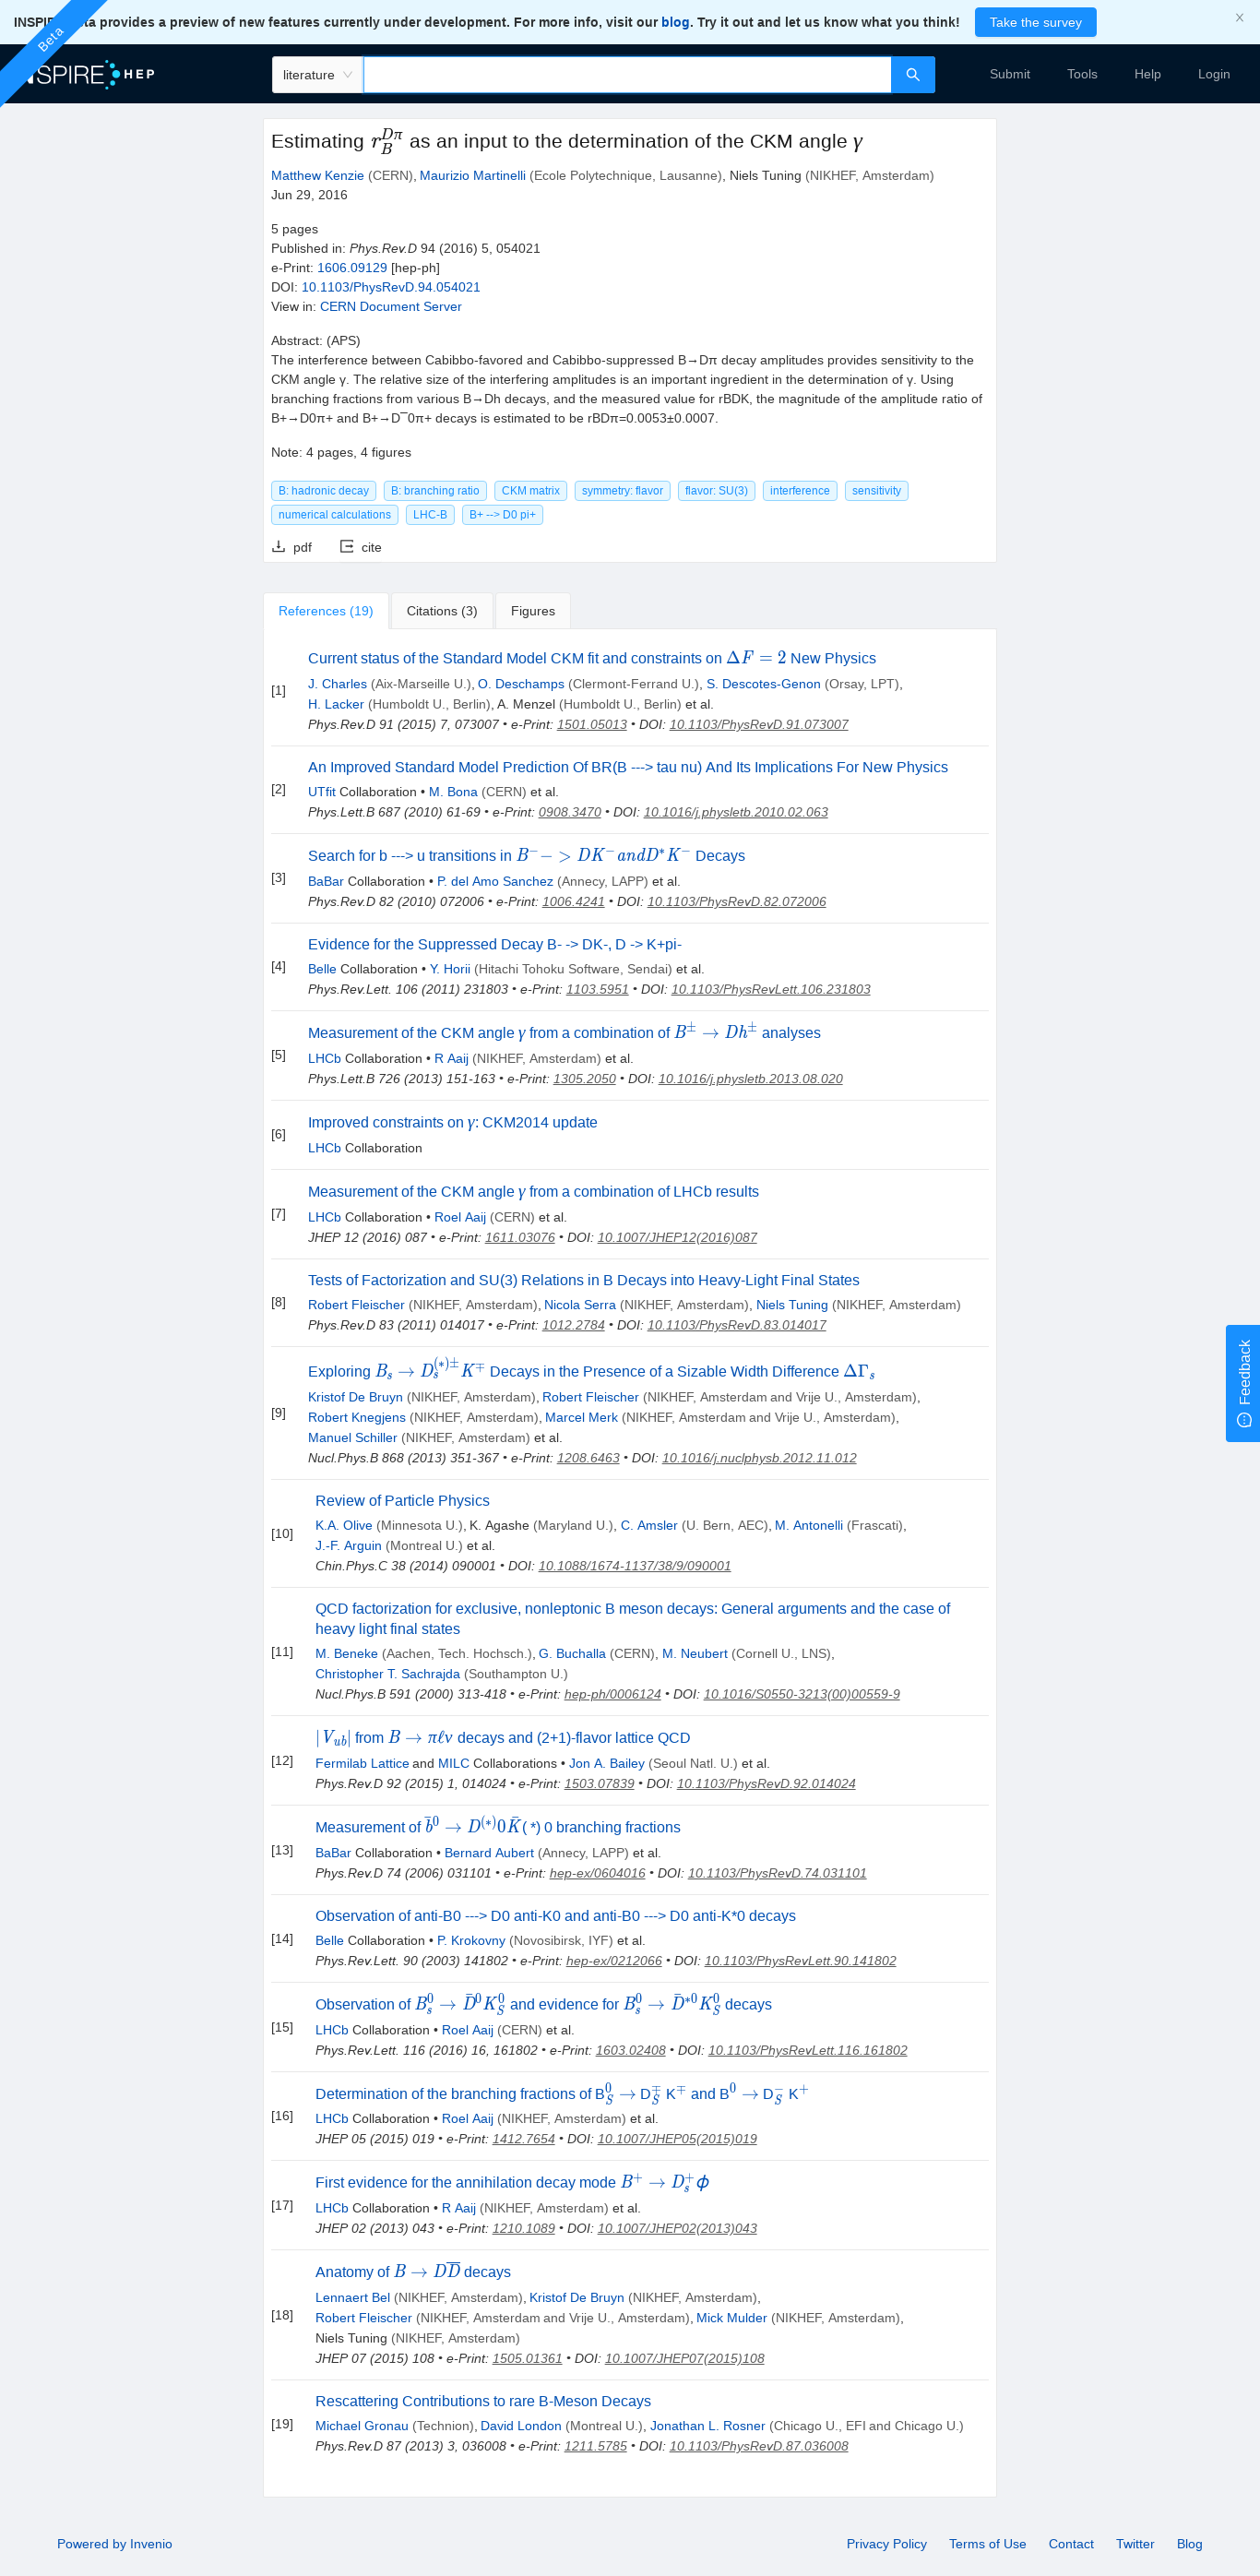 INSPIRE Beta provides a preview of new features currently under development. For more info, visit our blog. Try it out and let us know what you think! Take the survey X
Beta
INSPIRE HEP literature Submit Tools Help Login
Estimating r_B^{Dπ} as an input to the determination of the CKM angle γ
Matthew Kenzie (CERN), Maurizio Martinelli (Ecole Polytechnique, Lausanne), Niels Tuning (NIKHEF, Amsterdam)
Jun 29, 2016
5 pages
Published in: Phys.Rev.D 94 (2016) 5, 054021
e-Print: 1606.09129 [hep-ph]
DOI: 10.1103/PhysRevD.94.054021
View in: CERN Document Server
Abstract: (APS)
The interference between Cabibbo-favored and Cabibbo-suppressed B→Dπ decay amplitudes provides sensitivity to the
CKM angle γ. The relative size of the interfering amplitudes is an important ingredient in the determination of γ. Using
branching fractions from various B→Dh decays, and the measured value for rBDK, the magnitude of the amplitude ratio of
B+→D0π+ and B+→D¯0π+ decays is estimated to be rBDπ=0.0053±0.0007.
Note: 4 pages, 4 figures
B: hadronic decay B: branching ratio CKM matrix symmetry: flavor flavor: SU(3) interference sensitivity
numerical calculations LHC-B B+ --> D0 pi+
pdf cite
References (19) Citations (3) Figures
Current status of the Standard Model CKM fit and constraints on ΔF = 2 New Physics
[1] J. Charles (Aix-Marseille U.), O. Deschamps (Clermont-Ferrand U.), S. Descotes-Genon (Orsay, LPT),
H. Lacker (Humboldt U., Berlin), A. Menzel (Humboldt U., Berlin) et al.
Phys.Rev.D 91 (2015) 7, 073007 • e-Print: 1501.05013 • DOI: 10.1103/PhysRevD.91.073007
An Improved Standard Model Prediction Of BR(B ---> tau nu) And Its Implications For New Physics
[2] UTfit Collaboration • M. Bona (CERN) et al.
Phys.Lett.B 687 (2010) 61-69 • e-Print: 0908.3470 • DOI: 10.1016/j.physletb.2010.02.063
Search for b ---> u transitions in B^- -> DK^- and D^*K^- Decays
[3] BaBar Collaboration • P. del Amo Sanchez (Annecy, LAPP) et al.
Phys.Rev.D 82 (2010) 072006 • e-Print: 1006.4241 • DOI: 10.1103/PhysRevD.82.072006
Evidence for the Suppressed Decay B- -> DK-, D -> K+pi-
[4] Belle Collaboration • Y. Horii (Hitachi Tohoku Software, Sendai) et al.
Phys.Rev.Lett. 106 (2011) 231803 • e-Print: 1103.5951 • DOI: 10.1103/PhysRevLett.106.231803
Measurement of the CKM angle γ from a combination of B^± → Dh^± analyses
[5] LHCb Collaboration • R Aaij (NIKHEF, Amsterdam) et al.
Phys.Lett.B 726 (2013) 151-163 • e-Print: 1305.2050 • DOI: 10.1016/j.physletb.2013.08.020
Improved constraints on γ: CKM2014 update
[6] LHCb Collaboration
Measurement of the CKM angle γ from a combination of LHCb results
[7] LHCb Collaboration • Roel Aaij (CERN) et al.
JHEP 12 (2016) 087 • e-Print: 1611.03076 • DOI: 10.1007/JHEP12(2016)087
Tests of Factorization and SU(3) Relations in B Decays into Heavy-Light Final States
[8] Robert Fleischer (NIKHEF, Amsterdam), Nicola Serra (NIKHEF, Amsterdam), Niels Tuning (NIKHEF, Amsterdam)
Phys.Rev.D 83 (2011) 014017 • e-Print: 1012.2784 • DOI: 10.1103/PhysRevD.83.014017
Exploring B_s → D_s^{(*)±} K^∓ Decays in the Presence of a Sizable Width Difference ΔΓ_s
Kristof De Bruyn (NIKHEF, Amsterdam), Robert Fleischer (NIKHEF, Amsterdam and Vrije U., Amsterdam),
[9] Robert Knegjens (NIKHEF, Amsterdam), Marcel Merk (NIKHEF, Amsterdam and Vrije U., Amsterdam),
Manuel Schiller (NIKHEF, Amsterdam) et al.
Nucl.Phys.B 868 (2013) 351-367 • e-Print: 1208.6463 • DOI: 10.1016/j.nuclphysb.2012.11.012
Feedback
Review of Particle Physics
[10] K.A. Olive (Minnesota U.), K. Agashe (Maryland U.), C. Amsler (U. Bern, AEC), M. Antonelli (Frascati),
J.-F. Arguin (Montreal U.) et al.
Chin.Phys.C 38 (2014) 090001 • DOI: 10.1088/1674-1137/38/9/090001
QCD factorization for exclusive, nonleptonic B meson decays: General arguments and the case of
heavy light final states
[11] M. Beneke (Aachen, Tech. Hochsch.), G. Buchalla (CERN), M. Neubert (Cornell U., LNS),
Christopher T. Sachrajda (Southampton U.)
Nucl.Phys.B 591 (2000) 313-418 • e-Print: hep-ph/0006124 • DOI: 10.1016/S0550-3213(00)00559-9
|V_{ub}| from B → πℓν decays and (2+1)-flavor lattice QCD
[12] Fermilab Lattice and MILC Collaborations • Jon A. Bailey (Seoul Natl. U.) et al.
Phys.Rev.D 92 (2015) 1, 014024 • e-Print: 1503.07839 • DOI: 10.1103/PhysRevD.92.014024
Measurement of b̄^0 → D^{(*)}0K̄( *) 0 branching fractions
[13] BaBar Collaboration • Bernard Aubert (Annecy, LAPP) et al.
Phys.Rev.D 74 (2006) 031101 • e-Print: hep-ex/0604016 • DOI: 10.1103/PhysRevD.74.031101
Observation of anti-B0 ---> D0 anti-K0 and anti-B0 ---> D0 anti-K*0 decays
[14] Belle Collaboration • P. Krokovny (Novosibirsk, IYF) et al.
Phys.Rev.Lett. 90 (2003) 141802 • e-Print: hep-ex/0212066 • DOI: 10.1103/PhysRevLett.90.141802
Observation of B_s^0 → D̄^0 K_S^0 and evidence for B_s^0 → D̄^{*0} K_S^0 decays
[15] LHCb Collaboration • Roel Aaij (CERN) et al.
Phys.Rev.Lett. 116 (2016) 16, 161802 • e-Print: 1603.02408 • DOI: 10.1103/PhysRevLett.116.161802
Determination of the branching fractions of B_S^0 → D_S^∓ K^∓ and B^0 → D_S^- K^+
[16] LHCb Collaboration • Roel Aaij (NIKHEF, Amsterdam) et al.
JHEP 05 (2015) 019 • e-Print: 1412.7654 • DOI: 10.1007/JHEP05(2015)019
First evidence for the annihilation decay mode B^+ → D_s^+ ϕ
[17] LHCb Collaboration • R Aaij (NIKHEF, Amsterdam) et al.
JHEP 02 (2013) 043 • e-Print: 1210.1089 • DOI: 10.1007/JHEP02(2013)043
Anatomy of B → DD̅ decays
Lennaert Bel (NIKHEF, Amsterdam), Kristof De Bruyn (NIKHEF, Amsterdam),
[18] Robert Fleischer (NIKHEF, Amsterdam and Vrije U., Amsterdam), Mick Mulder (NIKHEF, Amsterdam),
Niels Tuning (NIKHEF, Amsterdam)
JHEP 07 (2015) 108 • e-Print: 1505.01361 • DOI: 10.1007/JHEP07(2015)108
Rescattering Contributions to rare B-Meson Decays
[19] Michael Gronau (Technion), David London (Montreal U.), Jonathan L. Rosner (Chicago U., EFI and Chicago U.)
Phys.Rev.D 87 (2013) 3, 036008 • e-Print: 1211.5785 • DOI: 10.1103/PhysRevD.87.036008
Powered by Invenio Privacy Policy Terms of Use Contact Twitter Blog